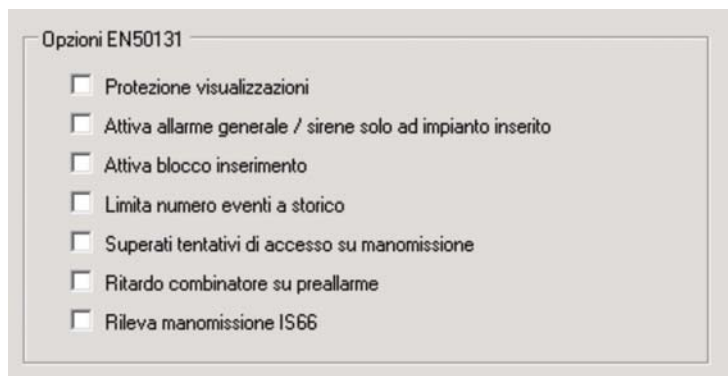 Opzioni EN50131
Protezione visualizzazioni
Attiva allarme generale / sirene solo ad impianto inserito
Attiva blocco inserimento
Limita numero eventi a storico
Superati tentativi di accesso su manomissione
Ritardo combinatore su preallarme
Rileva manomissione IS66